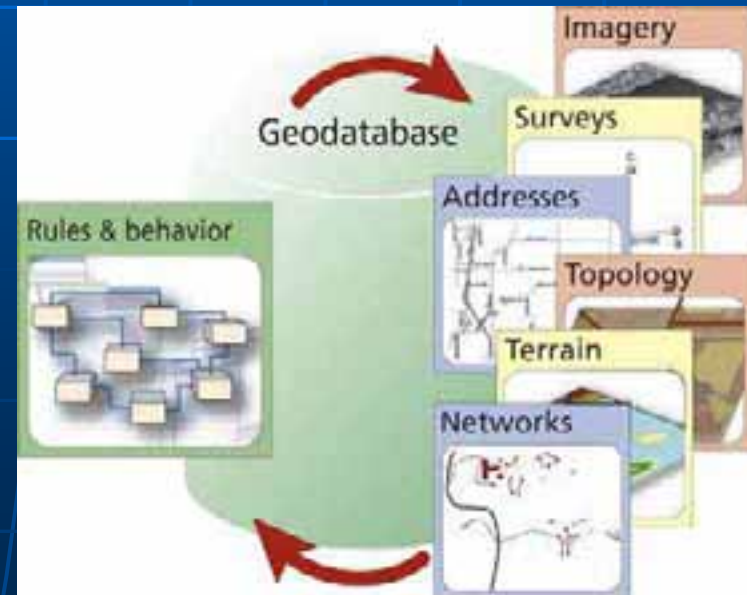 Imagery
Geodatabase
Surveys
Addresses
Rules & behavior
Topology
Terrain
Networks